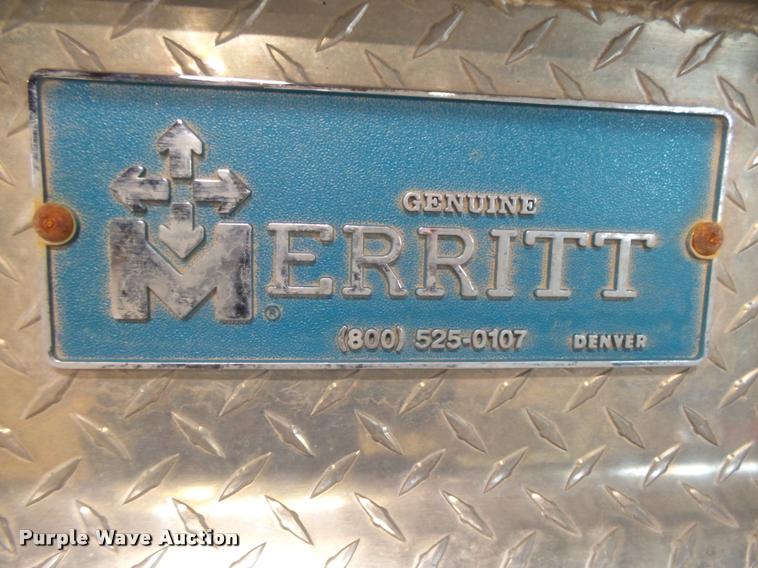 GENUINE
MERRITT®
(800) 525-0107 DENVER
Purple Wave Auction